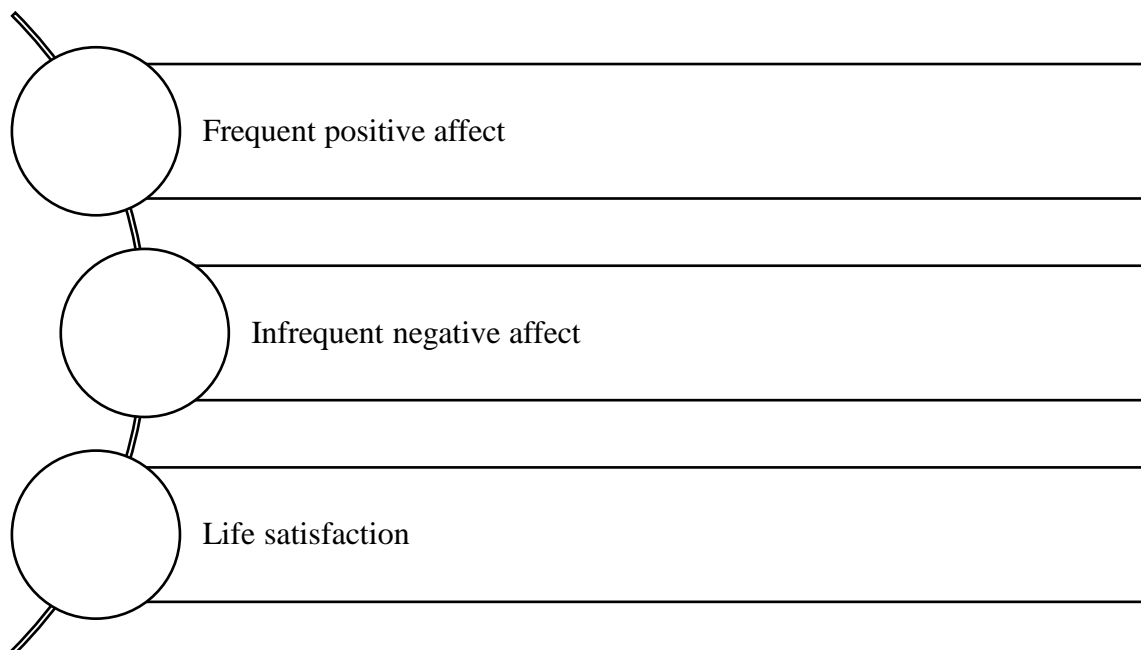 Frequent positive affect
Infrequent negative affect
Life satisfaction